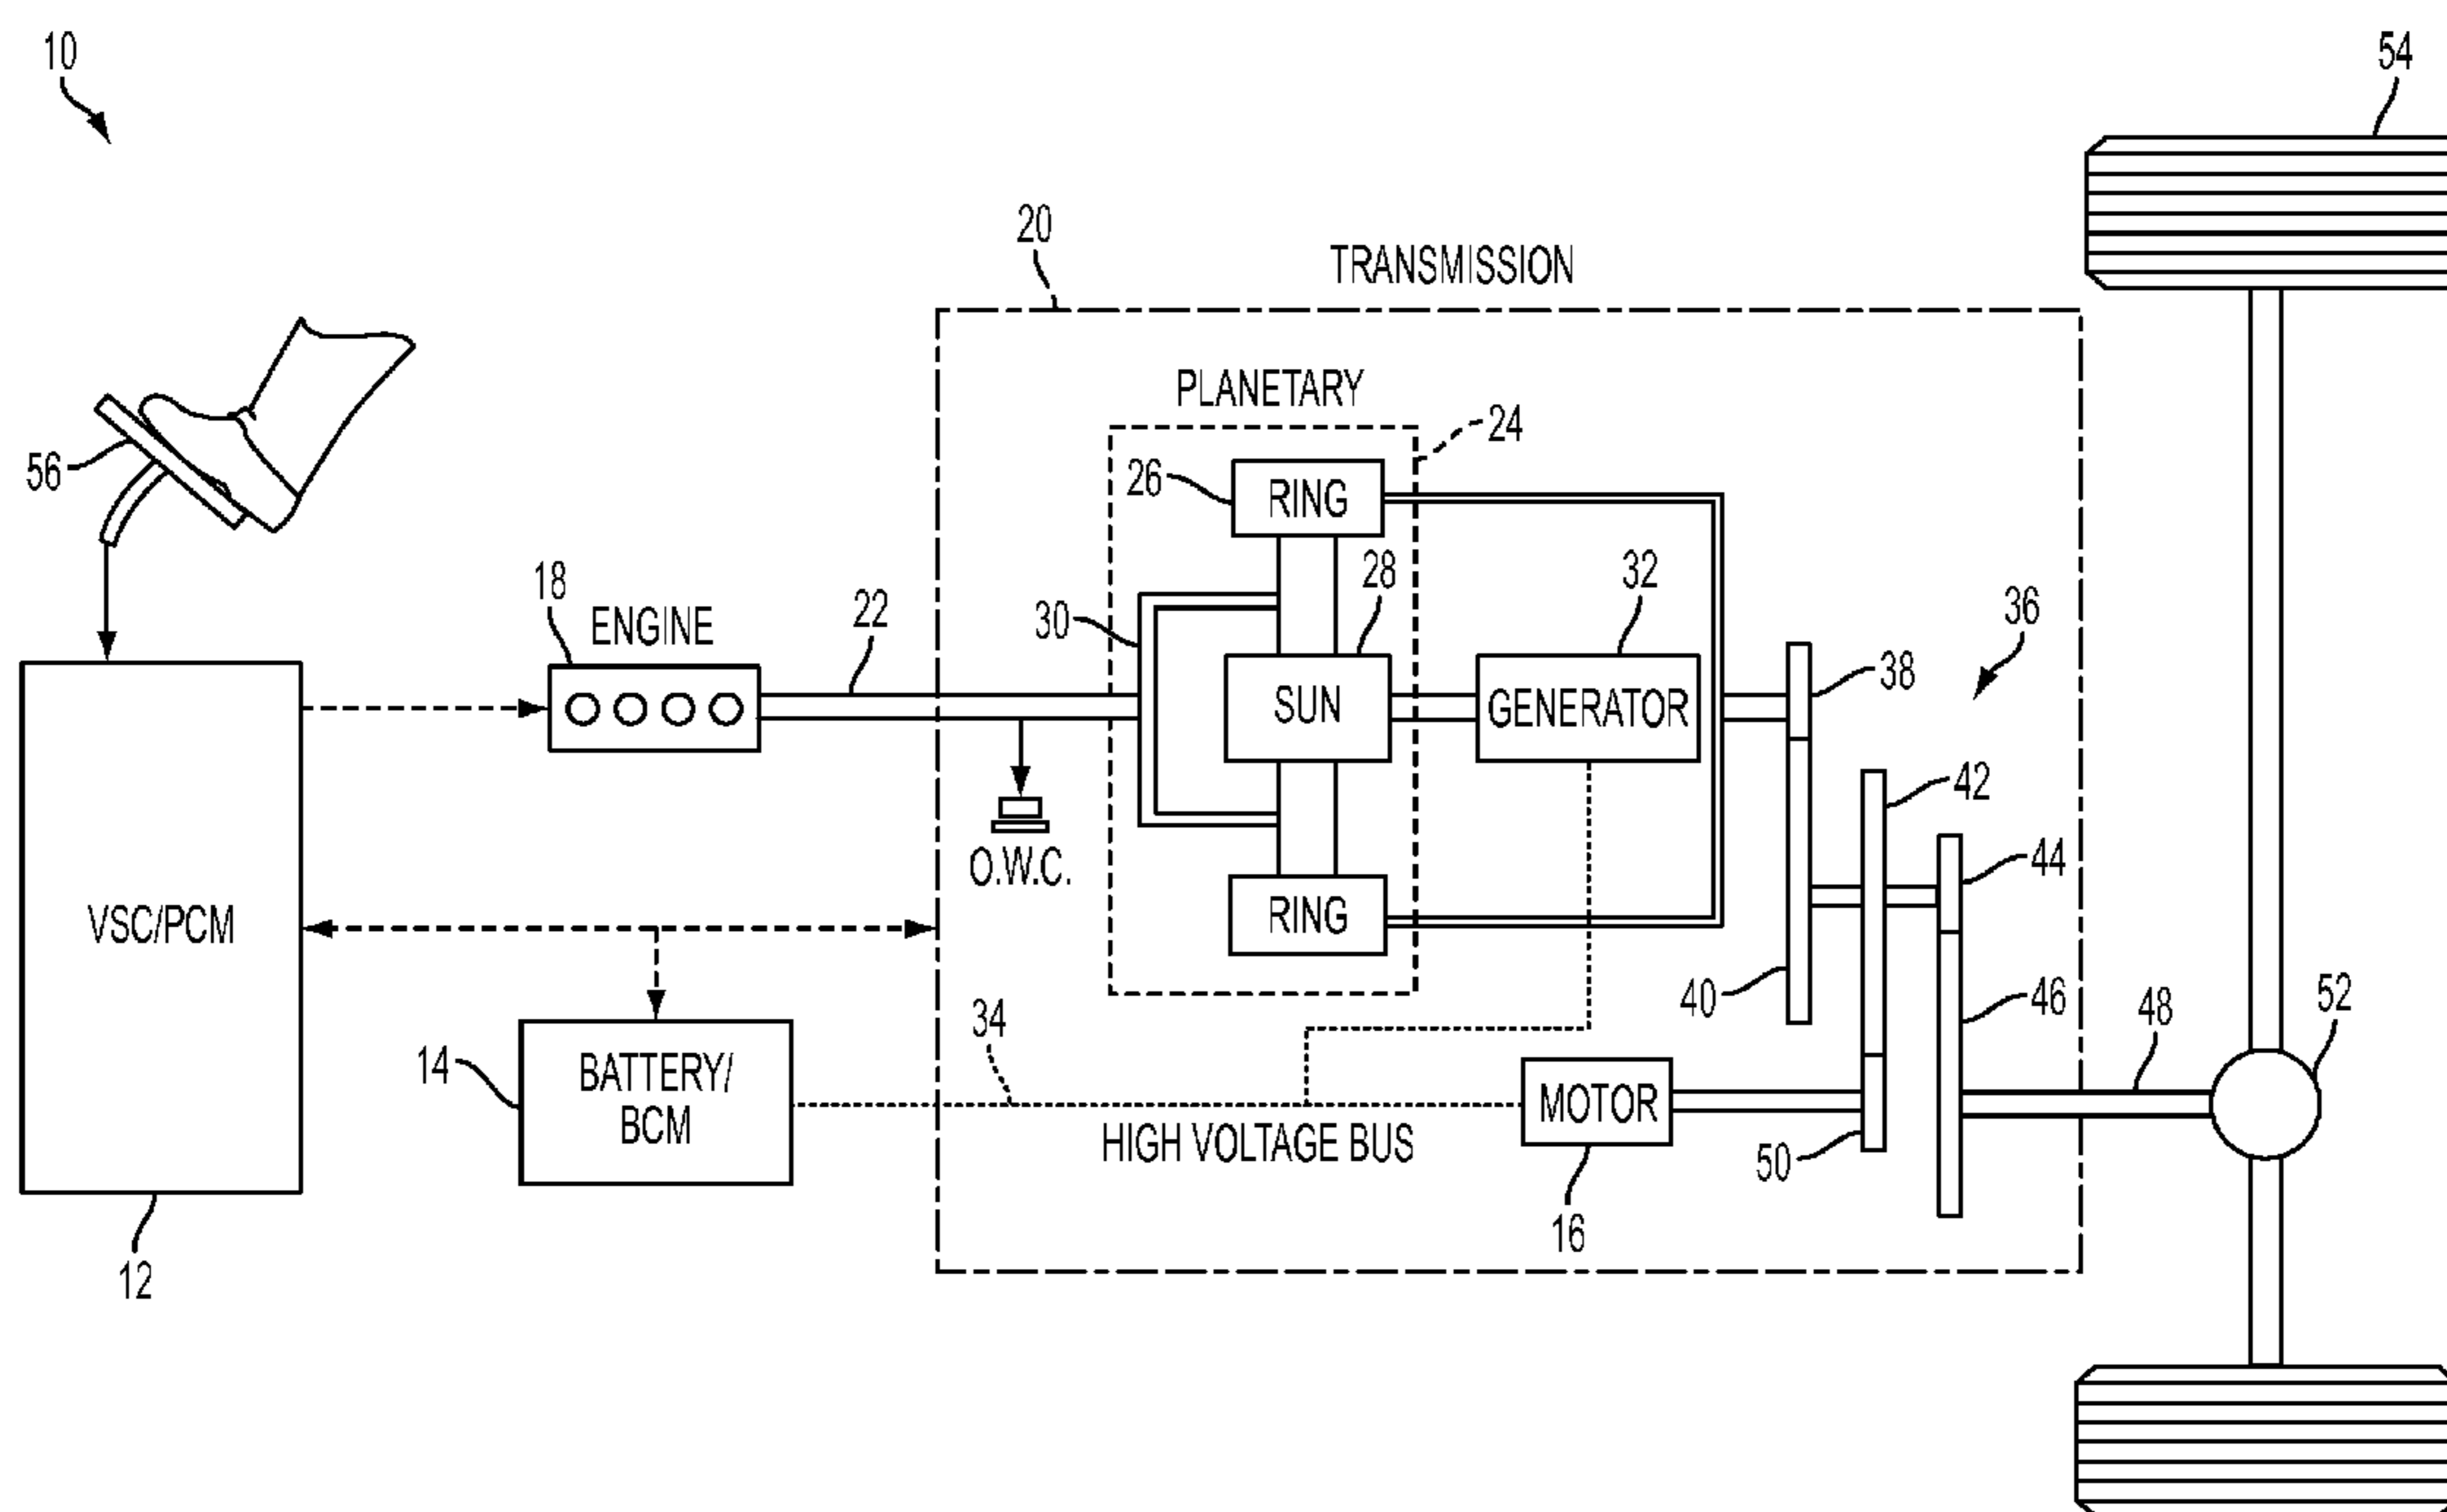 10
54
20
TRANSMISSION
PLANETARY
24
56
26
RING
18
ENGINE
22
30
28
32
36
SUN
GENERATOR
38
42
O.W.C.
44
VSC/PCM
RING
40
46
48
52
34
14
BATTERY/
BCM
MOTOR
HIGH VOLTAGE BUS
50
16
12